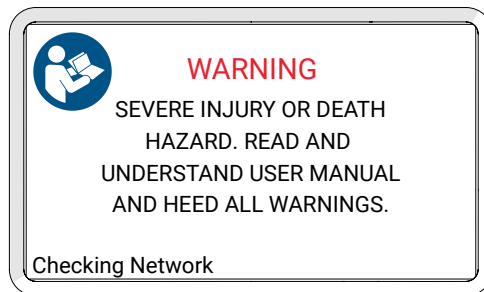 WARNING
SEVERE INJURY OR DEATH
HAZARD. READ AND
UNDERSTAND USER MANUAL
AND HEED ALL WARNINGS.
Checking Network